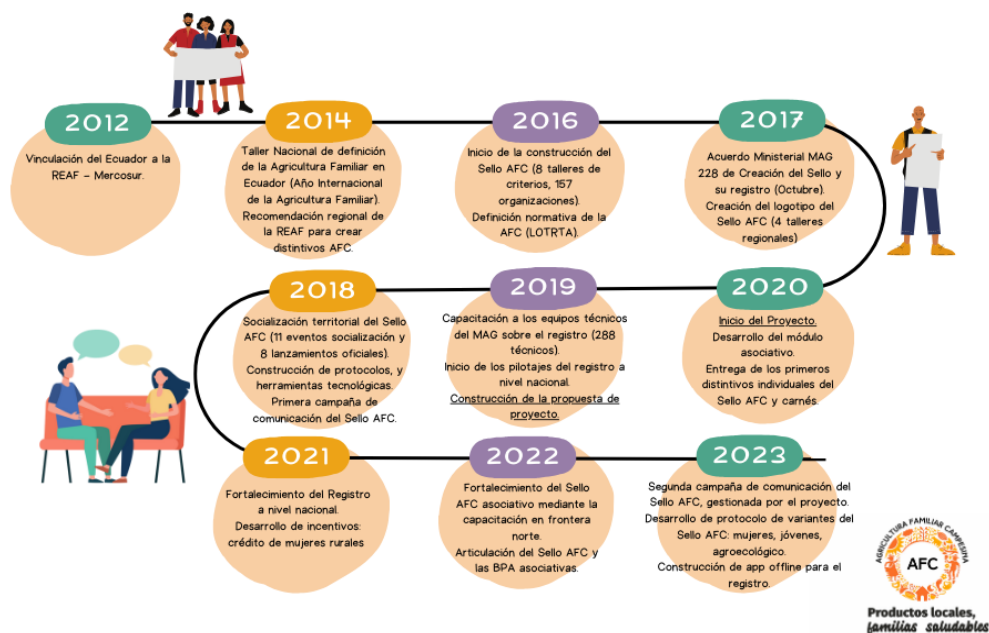 2012
Vinculación del Ecuador a la
REAF – Mercosur.
2014
Taller Nacional de definición
de la Agricultura Familiar en
Ecuador (Año Internacional
de la Agricultura Familiar).
Recomendación regional de
la REAF para crear
distintivos AFC.
2016
Inicio de la construcción del
Sello AFC (8 talleres de
criterios, 157
organizaciones).
Definición normativa de la
AFC (LOTRTA)
2017
Acuerdo Ministerial MAG
228 de Creación del Sello y
su registro (Octubre).
Creación del logotipo del
Sello AFC (4 talleres
regionales)
2018
Socialización territorial del Sello
AFC (11 eventos socialización y
8 lanzamientos oficiales).
Construcción de protocolos, y
herramientas tecnológicas.
Primera campaña de
comunicación del Sello AFC.
2019
Capacitación a los equipos técnicos
del MAG sobre el registro (288
técnicos).
Inicio de los pilotajes del registro a
nivel nacional.
Construcción de la propuesta de
proyecto.
2020
Inicio del Proyecto.
Desarrollo del módulo
asociativo.
Entrega de los primeros
distintivos individuales del
Sello AFC y carnés
2021
Fortalecimiento del Registro
a nivel nacional.
Desarrollo de incentivos:
crédito de mujeres rurales
2022
Fortalecimiento del Sello
AFC asociativo mediante la
capacitación en frontera
norte.
Articulación del Sello AFC y
las BPA asociativas.
2023
Segunda campaña de comunicación del
Sello AFC, gestionada por el proyecto.
Desarrollo de protocolo de variantes del
Sello AFC: mujeres, jóvenes,
agroecológico.
Construcción de app offline para el
registro.
AGRICULTURA FAMILIAR CAMPESINA
AFC
Productos locales,
familias saludables